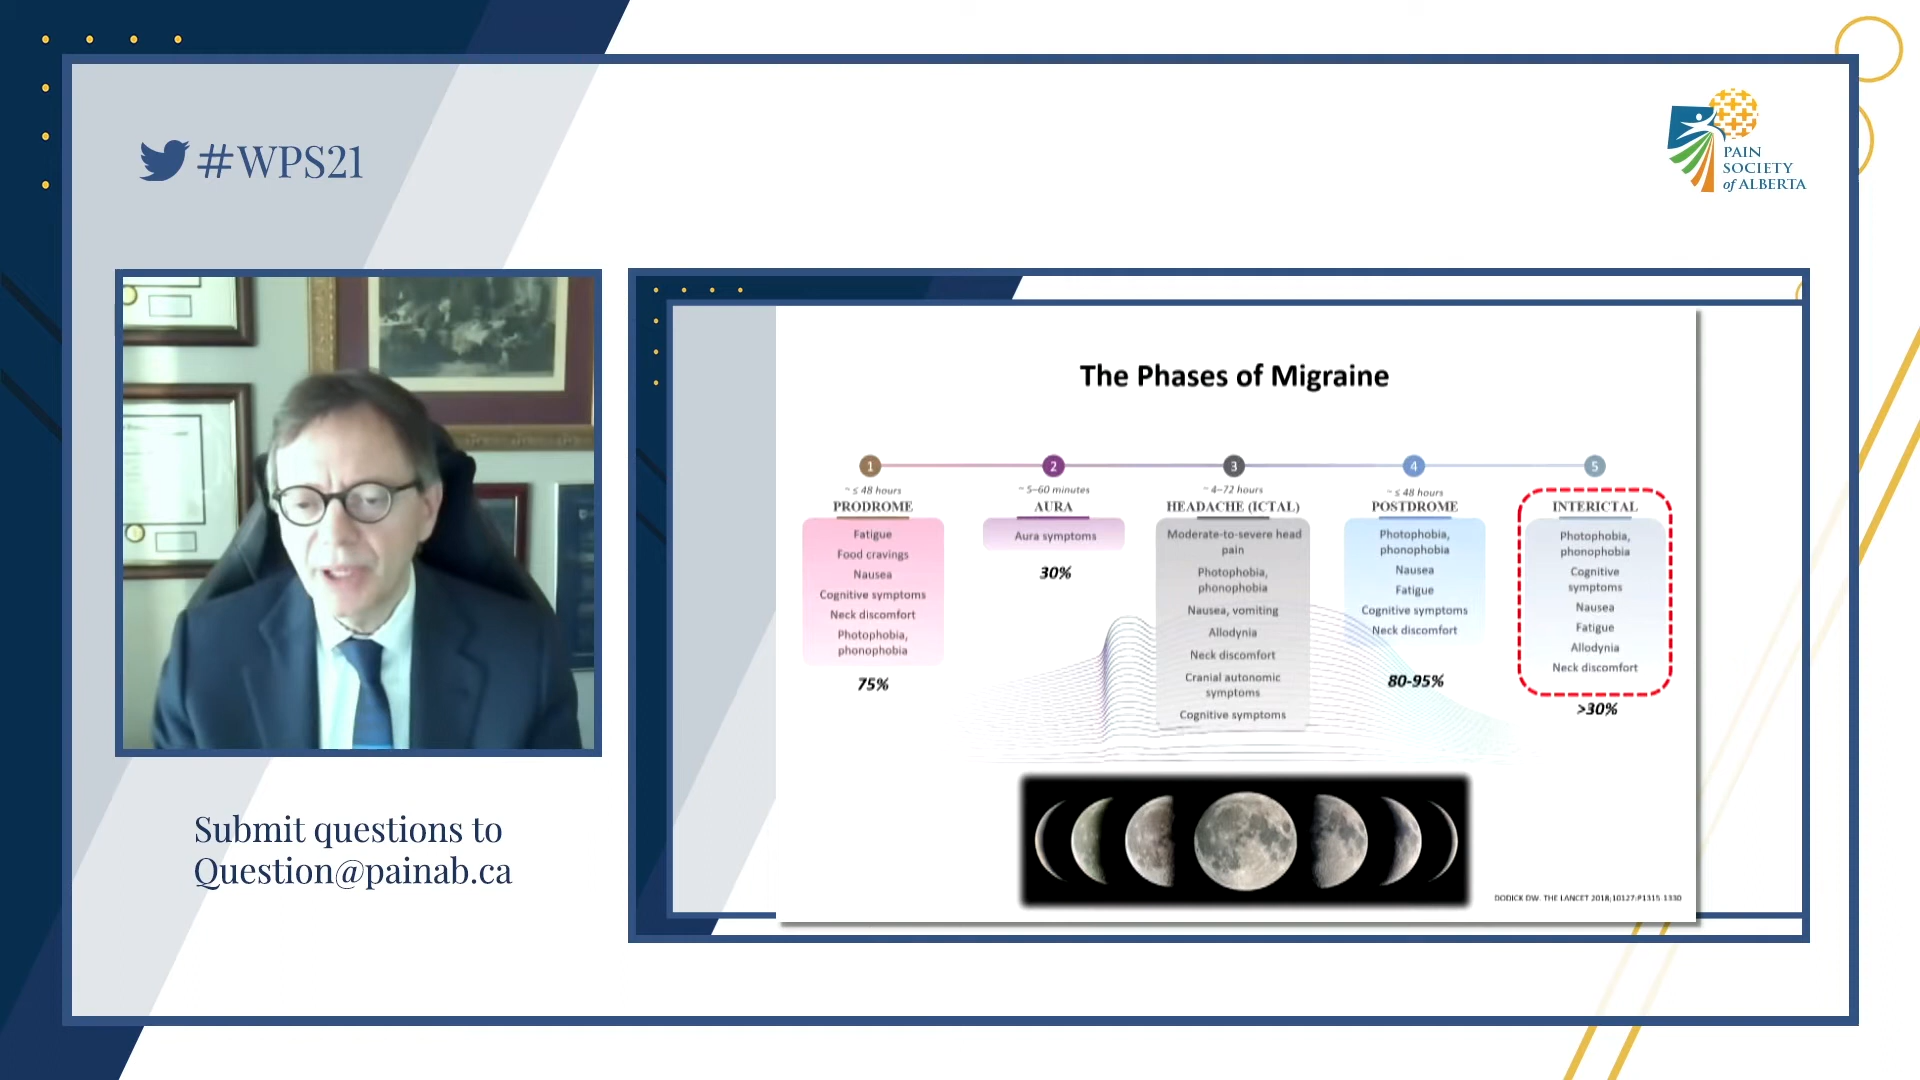 #WPS21
PAIN
SOCIETY
of ALBERTA
The Phases of Migraine
1
2
3
4
5
~ ≤ 48 hours
PRODROME
Fatigue
Food cravings
Nausea
Cognitive symptoms
Neck discomfort
Photophobia,
phonophobia
75%
~ 5–60 minutes
AURA
Aura symptoms
30%
~ 4–72 hours
HEADACHE (ICTAL)
Moderate-to-severe head
pain
Photophobia,
phonophobia
Nausea, vomiting
Allodynia
Neck discomfort
Cranial autonomic
symptoms
Cognitive symptoms
~ ≤ 48 hours
POSTDROME
Photophobia,
phonophobia
Nausea
Fatigue
Cognitive symptoms
Neck discomfort
80-95%
INTERICTAL
Photophobia,
phonophobia
Cognitive
symptoms
Nausea
Fatigue
Allodynia
Neck discomfort
>30%
DODICK DW. THE LANCET 2018;10127:P1315-1330
Submit questions to
Question@painab.ca